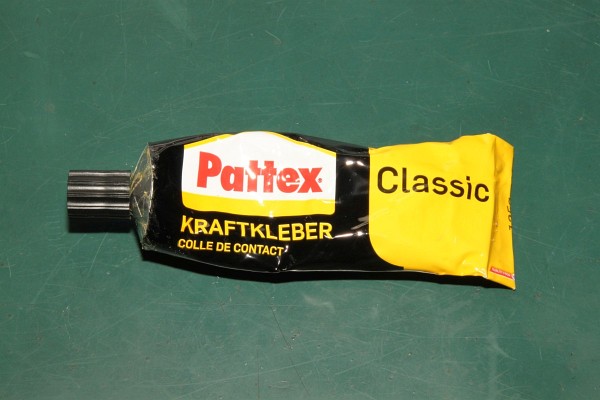 Pattex
Classic
KRAFTKLEBER
COLLE DE CONTACT